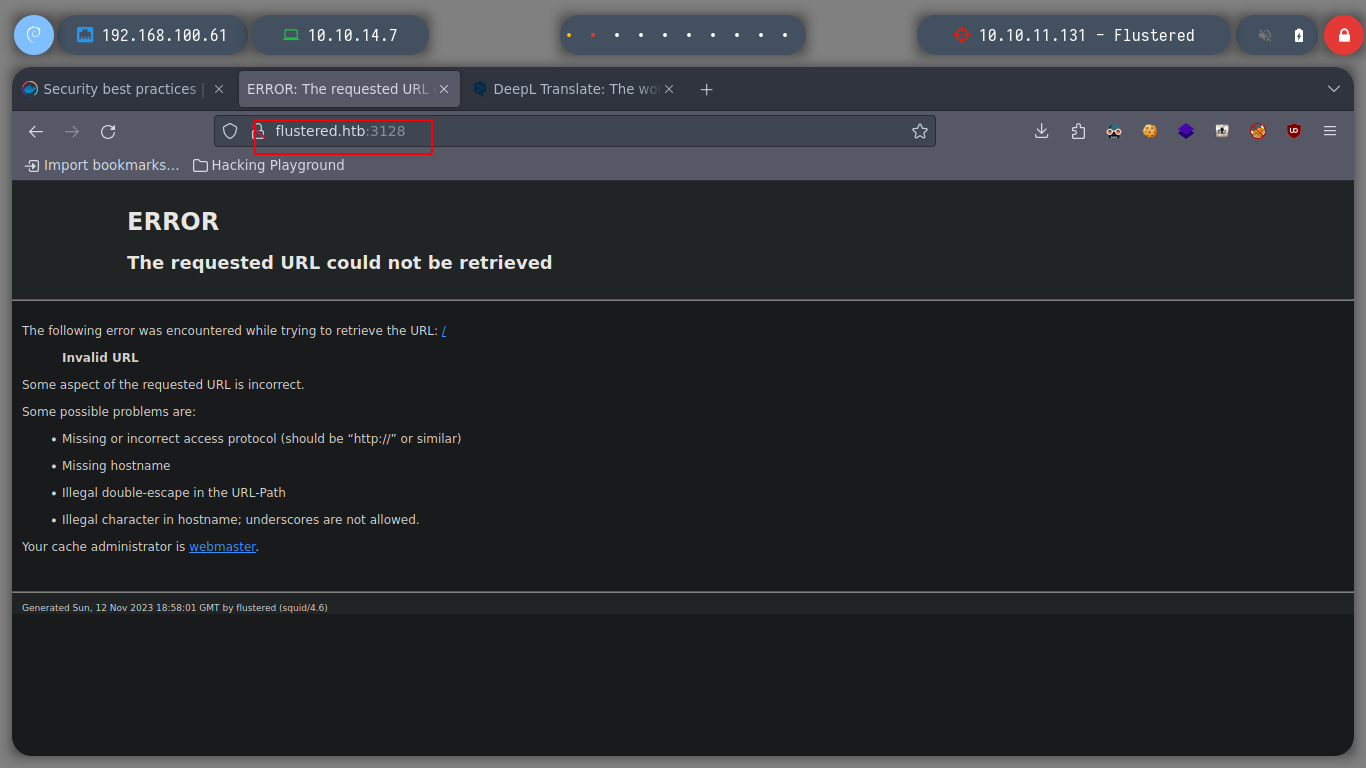 192.168.100.61
10.10.14.7
10.10.11.131 - Flustered
Security best practices |
ERROR: The requested URL
DeepL Translate: The wo
flustered.htb:3128
Import bookmarks...
Hacking Playground
ERROR
The requested URL could not be retrieved
The following error was encountered while trying to retrieve the URL: /
Invalid URL
Some aspect of the requested URL is incorrect.
Some possible problems are:
• Missing or incorrect access protocol (should be “http://” or similar)
• Missing hostname
• Illegal double-escape in the URL-Path
• Illegal character in hostname; underscores are not allowed.
Your cache administrator is webmaster.
Generated Sun, 12 Nov 2023 18:58:01 GMT by flustered (squid/4.6)